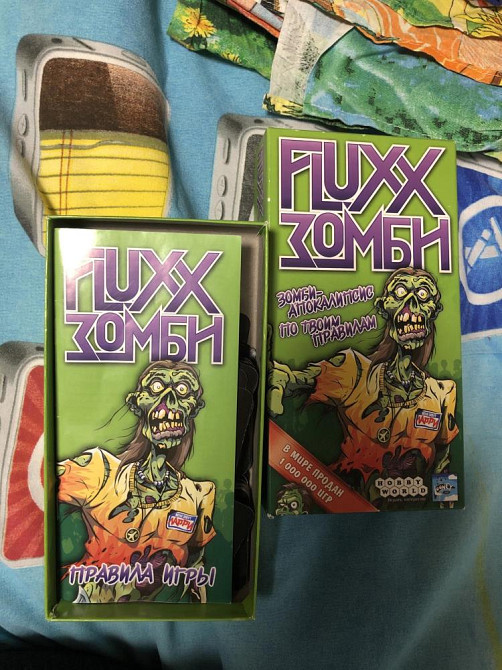 FLUXX
ЗОМБИ
ПРАВИЛА ИГРЫ
FLUXX
ЗОМБИ
ЗОМБИ-
АПОКАЛИПСИС
ПО ТВОИМ
ПРАВИЛАМ
В МИРЕ ПРОДАН
1 000 000 ИГР
HOBBY
WORLD